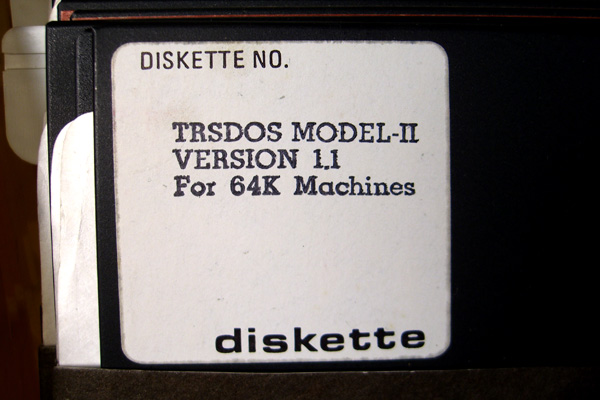 DISKETTE NO.
TRSDOS MODEL-II
VERSION 1.1
For 64K Machines
diskette